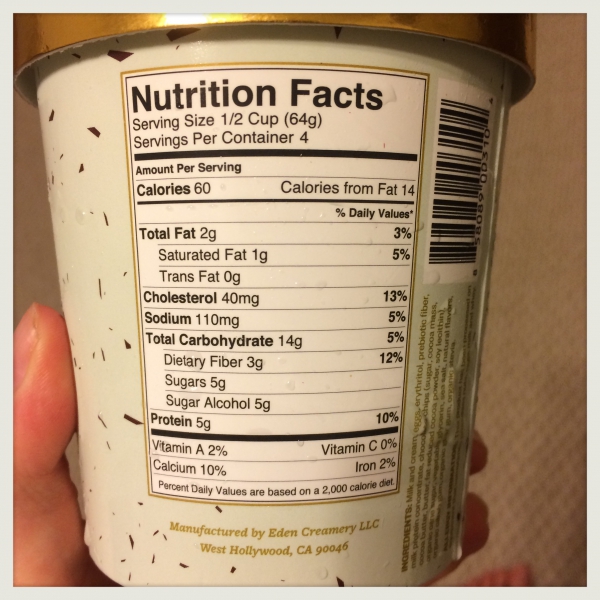 Nutrition Facts
Serving Size 1/2 Cup (64g)
Servings Per Container 4
Amount Per Serving
Calories 60 Calories from Fat 14
% Daily Values*
Total Fat 2g 3%
Saturated Fat 1g 5%
Trans Fat 0g
Cholesterol 40mg 13%
Sodium 110mg 5%
Total Carbohydrate 14g 5%
Dietary Fiber 3g 12%
Sugars 5g
Sugar Alcohol 5g
Protein 5g 10%
Vitamin A 2% Vitamin C 0%
Calcium 10% Iron 2%
Percent Daily Values are based on a 2,000 calorie diet.
Manufactured by Eden Creamery LLC
West Hollywood, CA 90046
INGREDIENTS: Milk and cream, eggs, erythritol, prebiotic fiber,